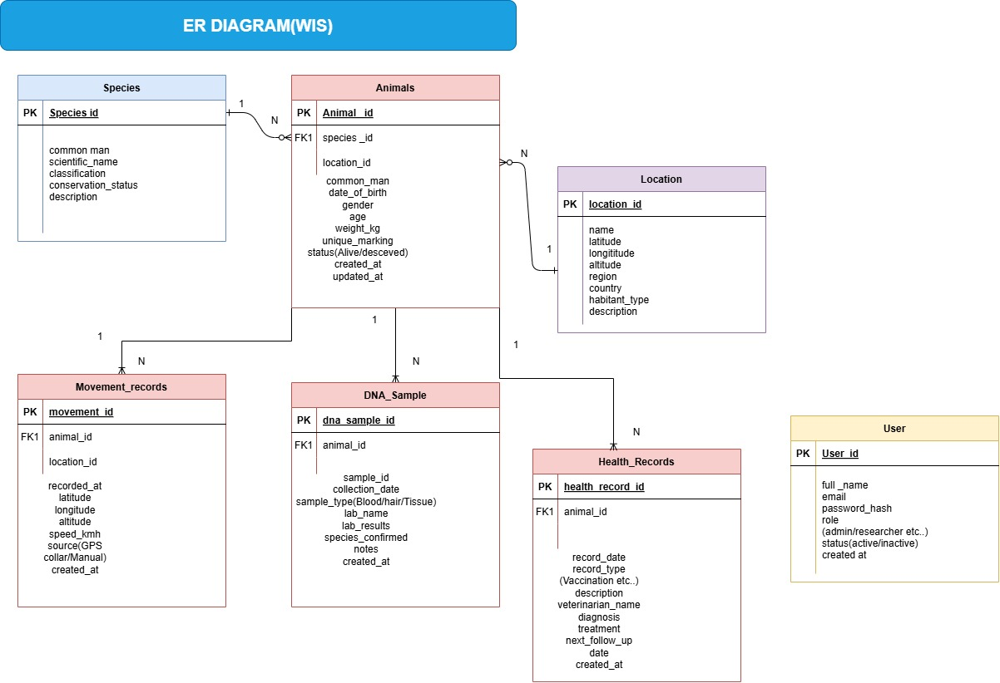 ER DIAGRAM(WIS)
Species
PK Species id
common man
scientific_name
classification
conservation_status
description
1
N
Animals
PK Animal _id
FK1 species _id
location_id
common_man
date_of_birth
gender
age
weight_kg
unique_marking
status(Alive/desceved)
created_at
updated_at
N
1
Location
PK location_id
name
latitude
longititude
altitude
region
country
habitant_type
description
1
N
1
N
1
N
Movement_records
PK movement_id
FK1 animal_id
location_id
recorded_at
latitude
longitude
altitude
speed_kmh
source(GPS
collar/Manual)
created_at
DNA_Sample
PK dna_sample_id
FK1 animal_id
sample_id
collection_date
sample_type(Blood/hair/Tissue)
lab_name
lab_results
species_confirmed
notes
created_at
Health_Records
PK health_record_id
FK1 animal_id
record_date
record_type
(Vaccination etc..)
description
veterinarian_name
diagnosis
treatment
next_follow_up
date
created_at
User
PK User_id
full _name
email
password_hash
role
(admin/researcher etc..)
status(active/inactive)
created at